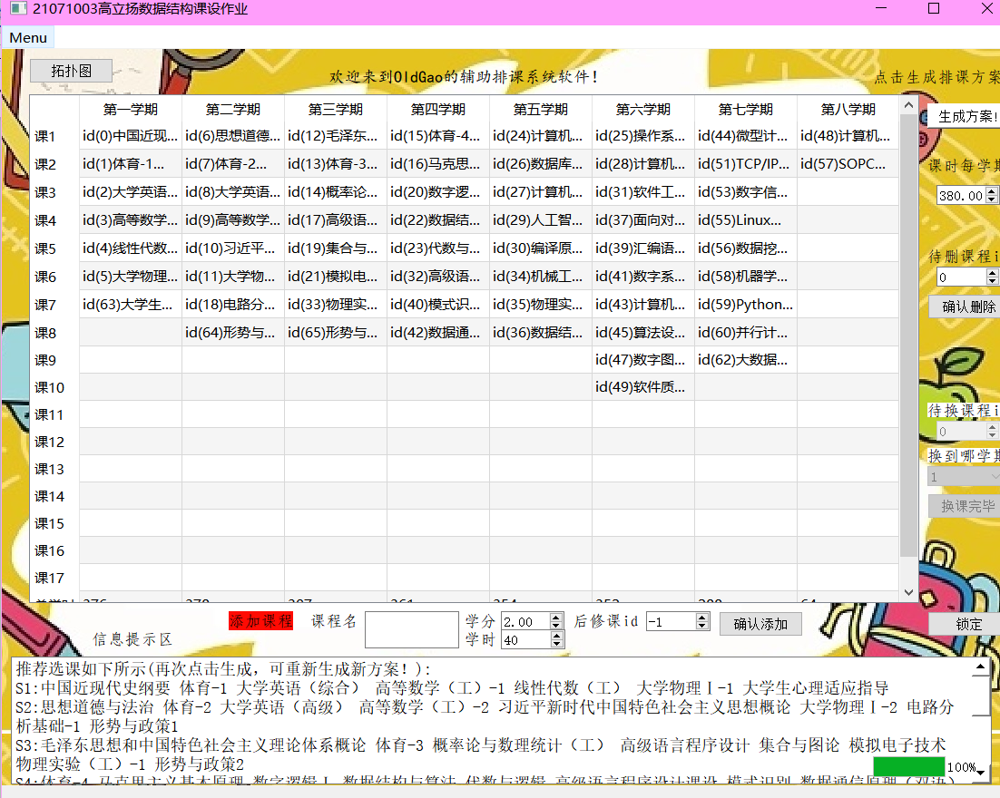 21071003高立扬数据结构课设作业
Menu
拓扑图
欢迎来到OldGao的辅助排课系统软件!
点击生成排课方案
第一学期 第二学期 第三学期 第四学期 第五学期 第六学期 第七学期 第八学期
生成方案!
课1 id(0)中国近现... id(6)思想道德... id(12)毛泽东... id(15)体育-4... id(24)计算机... id(25)操作系... id(44)微型计... id(48)计算机...
课2 id(1)体育-1... id(7)体育-2... id(13)体育-3... id(16)马克思... id(26)数据库... id(28)计算机... id(51)TCP/IP... id(57)SOPC...
课时每学期
课3 id(2)大学英语... id(8)大学英语... id(14)概率论... id(20)数字逻... id(27)计算机... id(31)软件工... id(53)数字信...
380.00
课4 id(3)高等数学... id(9)高等数学... id(17)高级语... id(22)数据结... id(29)人工智... id(37)面向对... id(55)Linux...
课5 id(4)线性代数... id(10)习近平... id(19)集合与... id(23)代数与... id(30)编译原... id(39)汇编语... id(56)数据挖...
待删课程i
课6 id(5)大学物理... id(11)大学物... id(21)模拟电... id(32)高级语... id(34)机械工... id(41)数字系... id(58)机器学...
0
课7 id(63)大学生... id(18)电路分... id(33)物理实... id(40)模式识... id(35)物理实... id(43)计算机... id(59)Python...
确认删除
课8 id(64)形势与... id(65)形势与... id(42)数据通... id(36)数据结... id(45)算法设... id(60)并行计...
课9 id(47)数字图... id(62)大数据...
课10 id(49)软件质...
课11
待换课程i
课12
0
课13
换到哪学期
课14
1
课15
换课完毕
课16
课17
添加课程 课程名 学分 2.00 后修课id -1 确认添加 锁定
学时 40
信息提示区
推荐选课如下所示(再次点击生成，可重新生成新方案！):
S1:中国近现代史纲要 体育-1 大学英语（综合） 高等数学（工）-1 线性代数（工） 大学物理Ⅰ-1 大学生心理适应指导
S2:思想道德与法治 体育-2 大学英语（高级） 高等数学（工）-2 习近平新时代中国特色社会主义思想概论 大学物理Ⅰ-2 电路分
析基础-1 形势与政策1
S3:毛泽东思想和中国特色社会主义理论体系概论 体育-3 概率论与数理统计（工） 高级语言程序设计 集合与图论 模拟电子技术
物理实验（工）-1 形势与政策2
100%
S4:体育-4 马克思主义基本原理 数字逻辑Ⅰ 数据结构与算法 代数与逻辑 高级语言程序设计课设 模式识别 数据通信原理（双语）